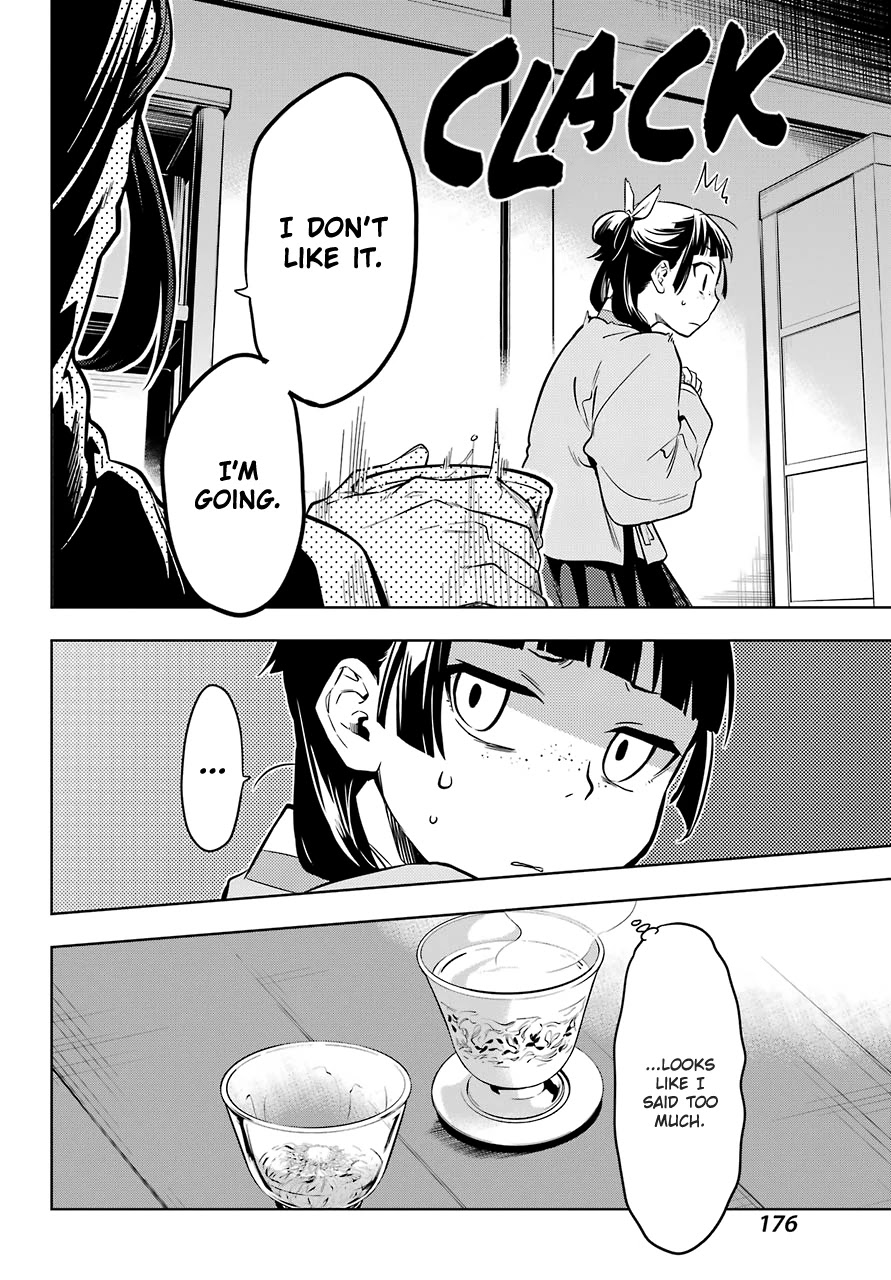 CLACK
I DON'T
LIKE IT.
I'M
GOING.
...
...LOOKS
LIKE I
SAID TOO
MUCH.
176